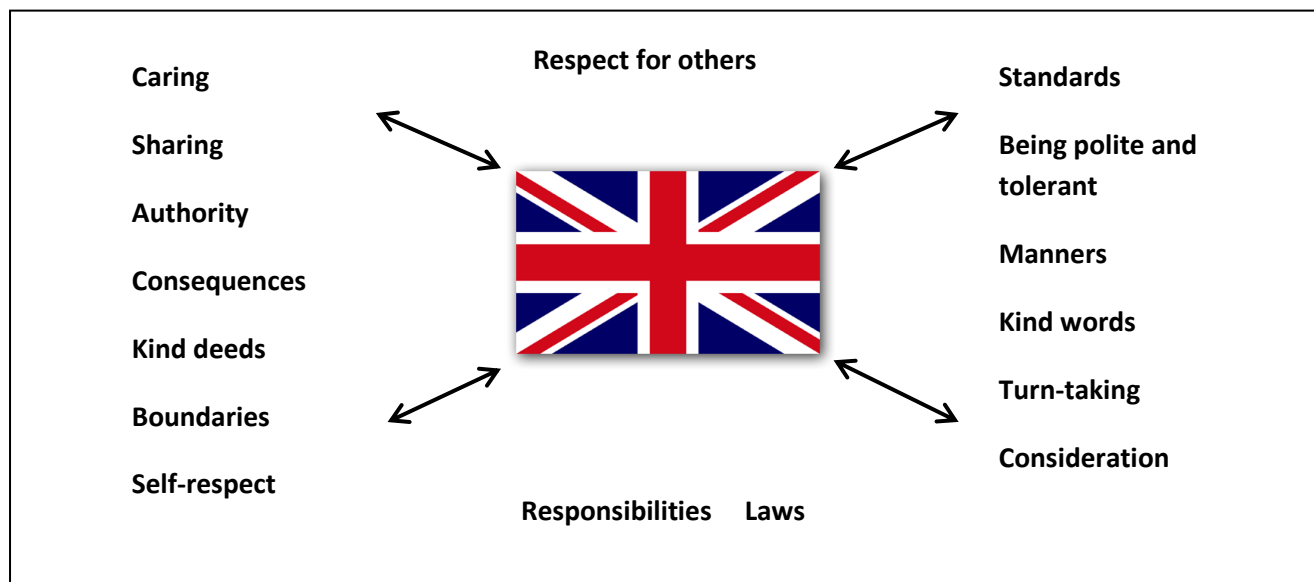 Respect for others
Caring
Sharing
Authority
Consequences
Kind deeds
Boundaries
Self-respect
Standards
Being polite and
tolerant
Manners
Kind words
Turn-taking
Consideration
Responsibilities Laws